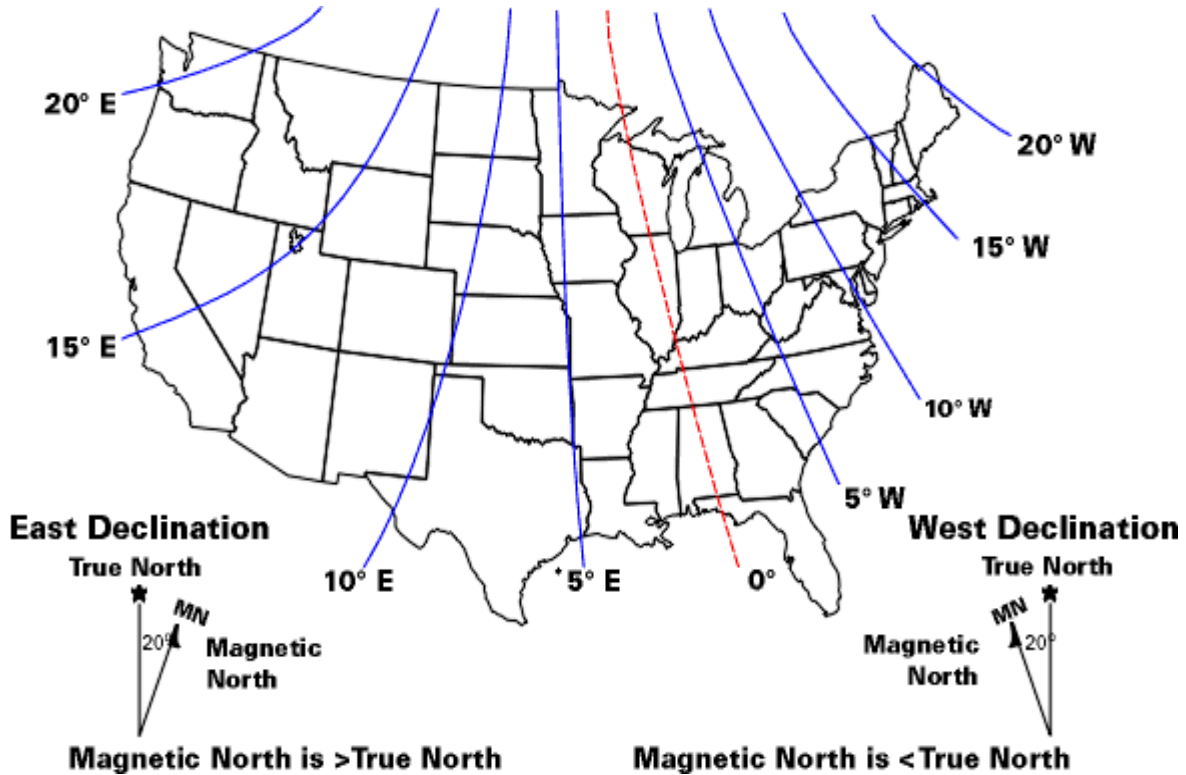 20° E
20° W
15° W
15° E
10° W
5° W
East Declination
True North
MN
20°
Magnetic
North
10° E
5° E
0°
West Declination
True North
MN
20°
Magnetic
North
Magnetic North is >True North
Magnetic North is <True North